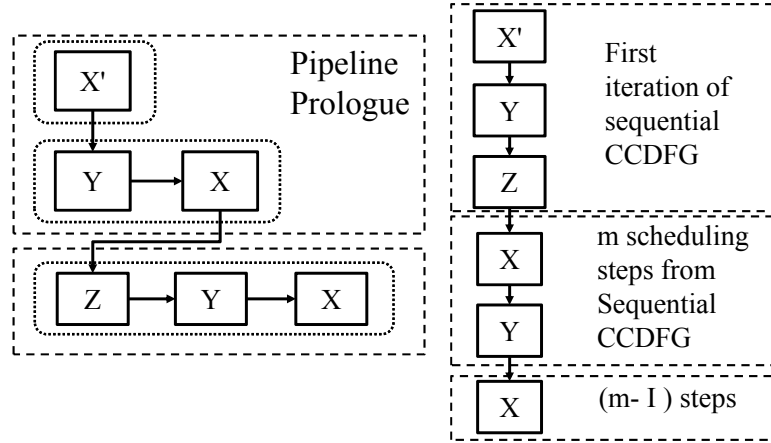 X'
Pipeline
Prologue
Y X
Z Y X
X'
Y
Z
First
iteration of
sequential
CCDFG
X
Y
m scheduling
steps from
Sequential
CCDFG
X
(m- I ) steps